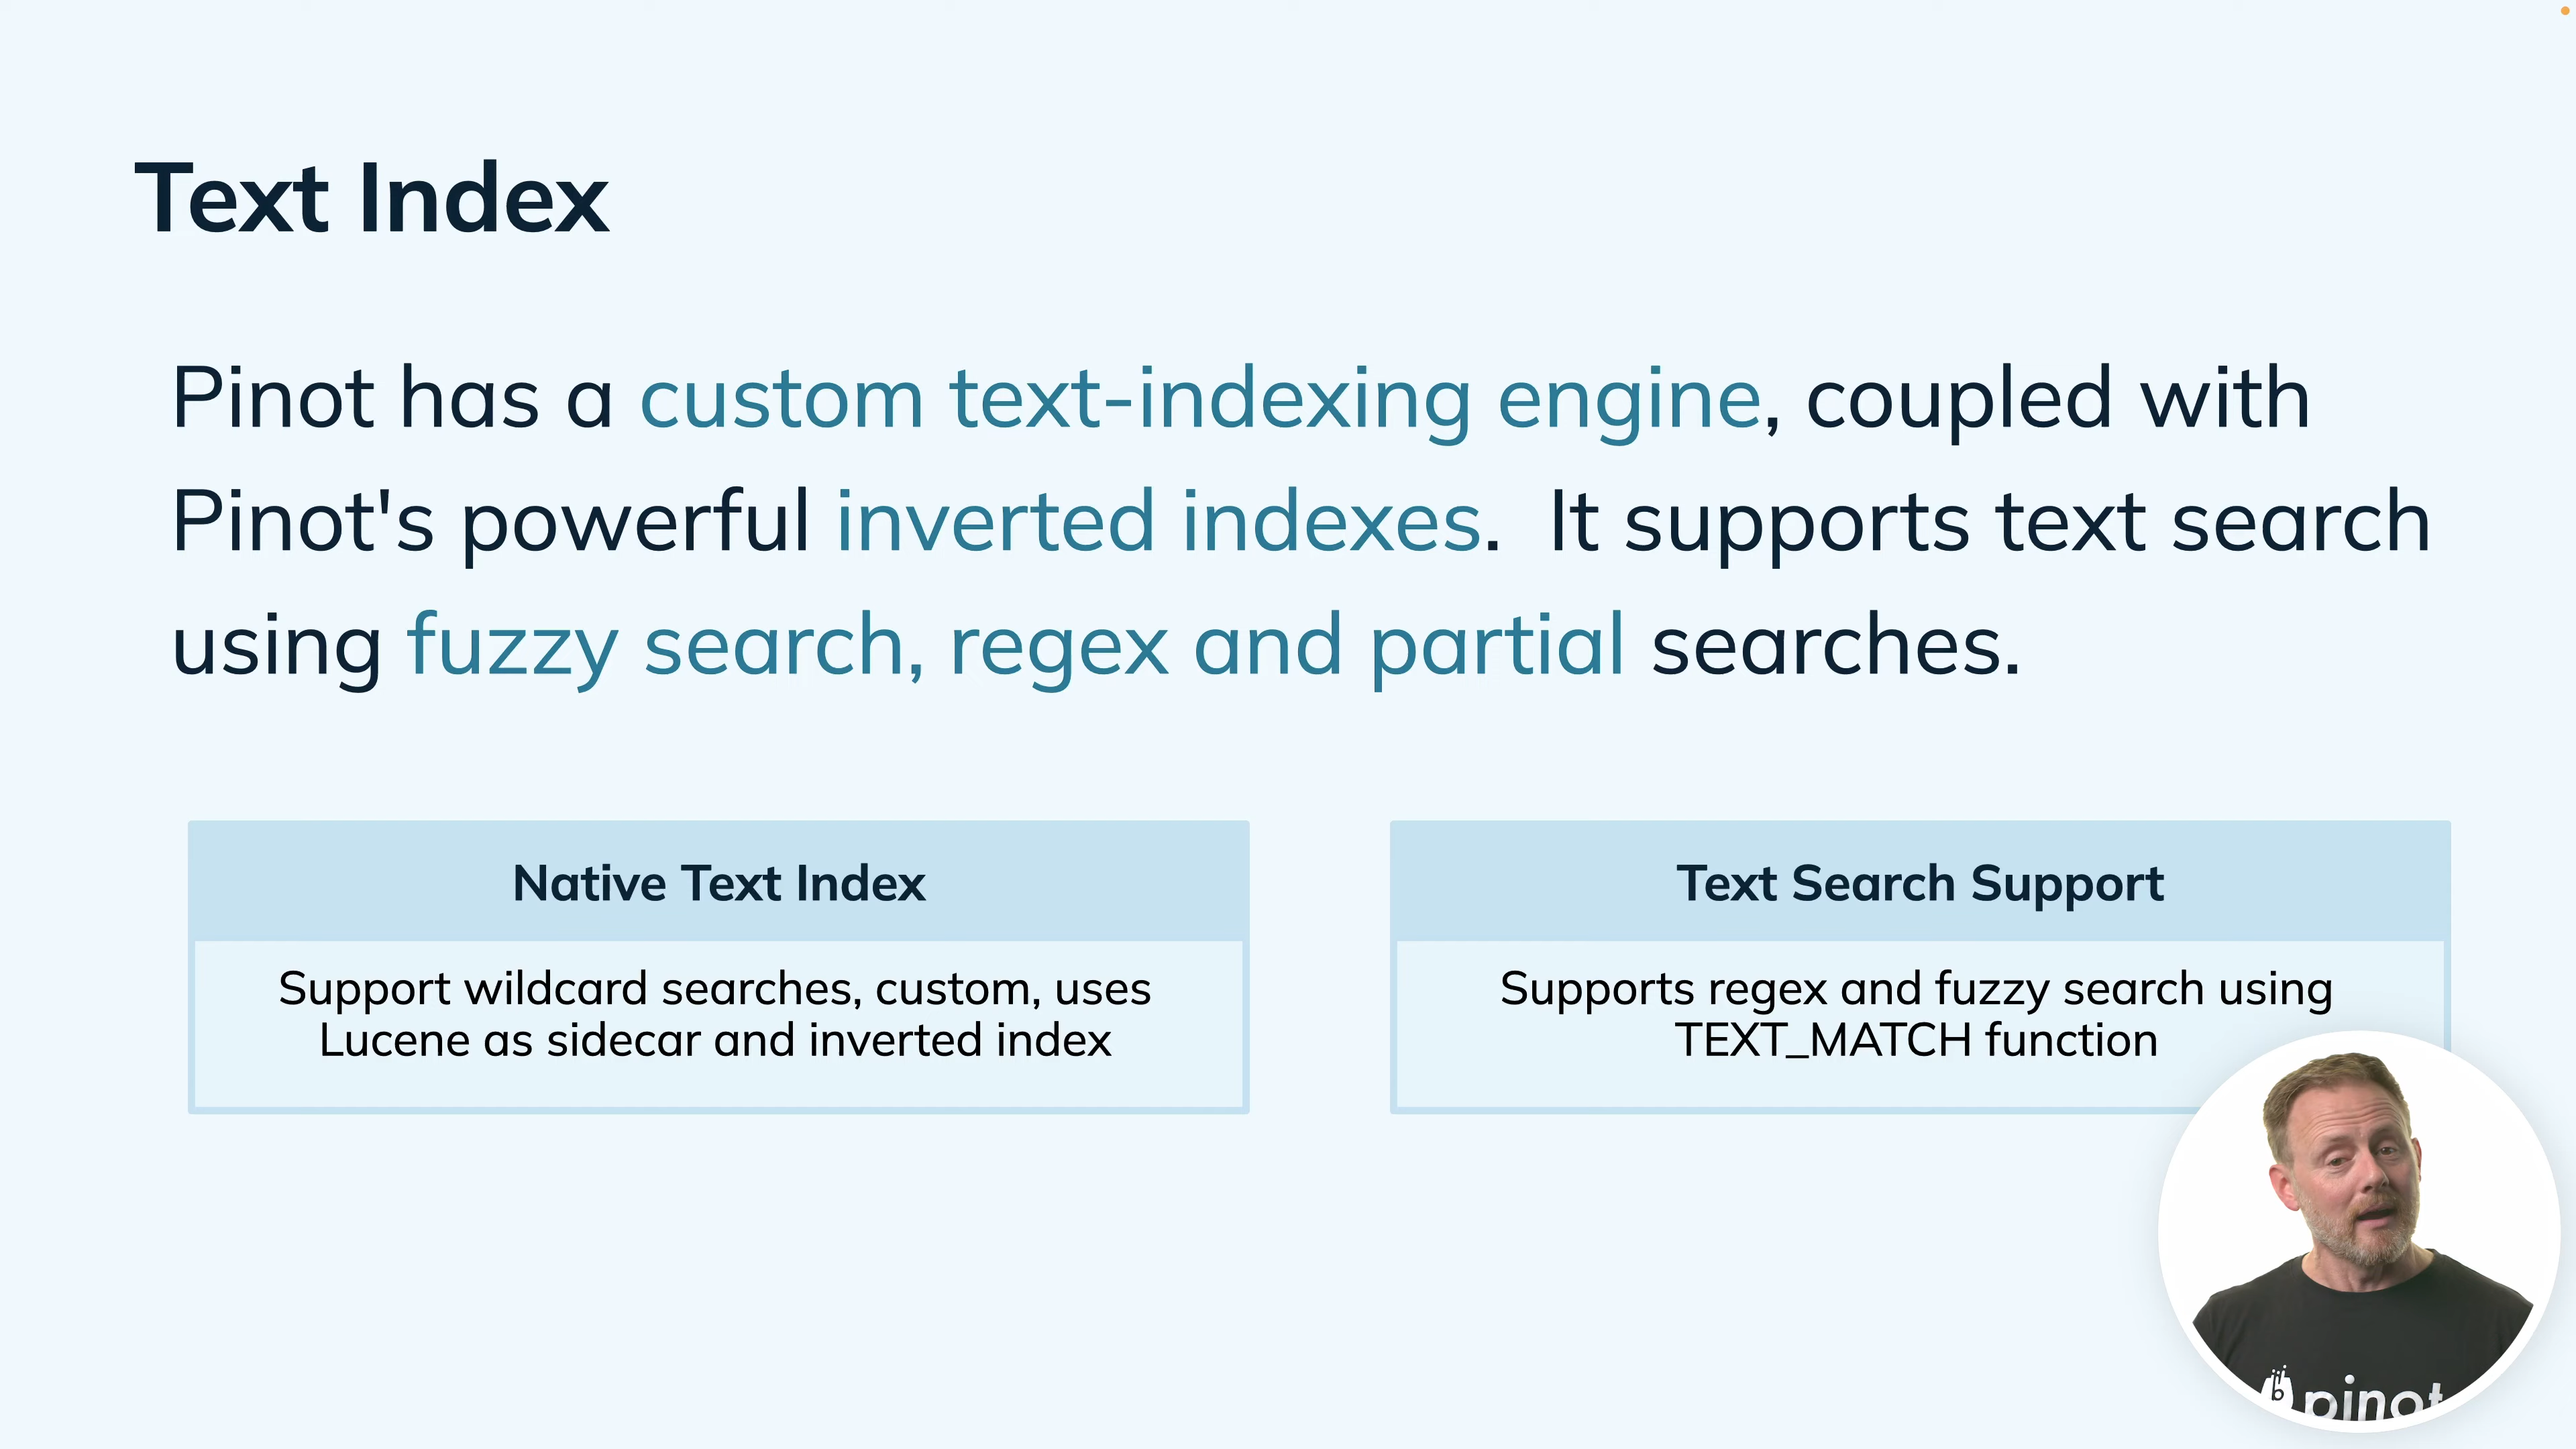 Text Index
Pinot has a custom text-indexing engine, coupled with
Pinot's powerful inverted indexes.  It supports text search
using fuzzy search, regex and partial searches.
Native Text Index
Support wildcard searches, custom, uses
Lucene as sidecar and inverted index
Text Search Support
Supports regex and fuzzy search using
TEXT_MATCH function
pinot